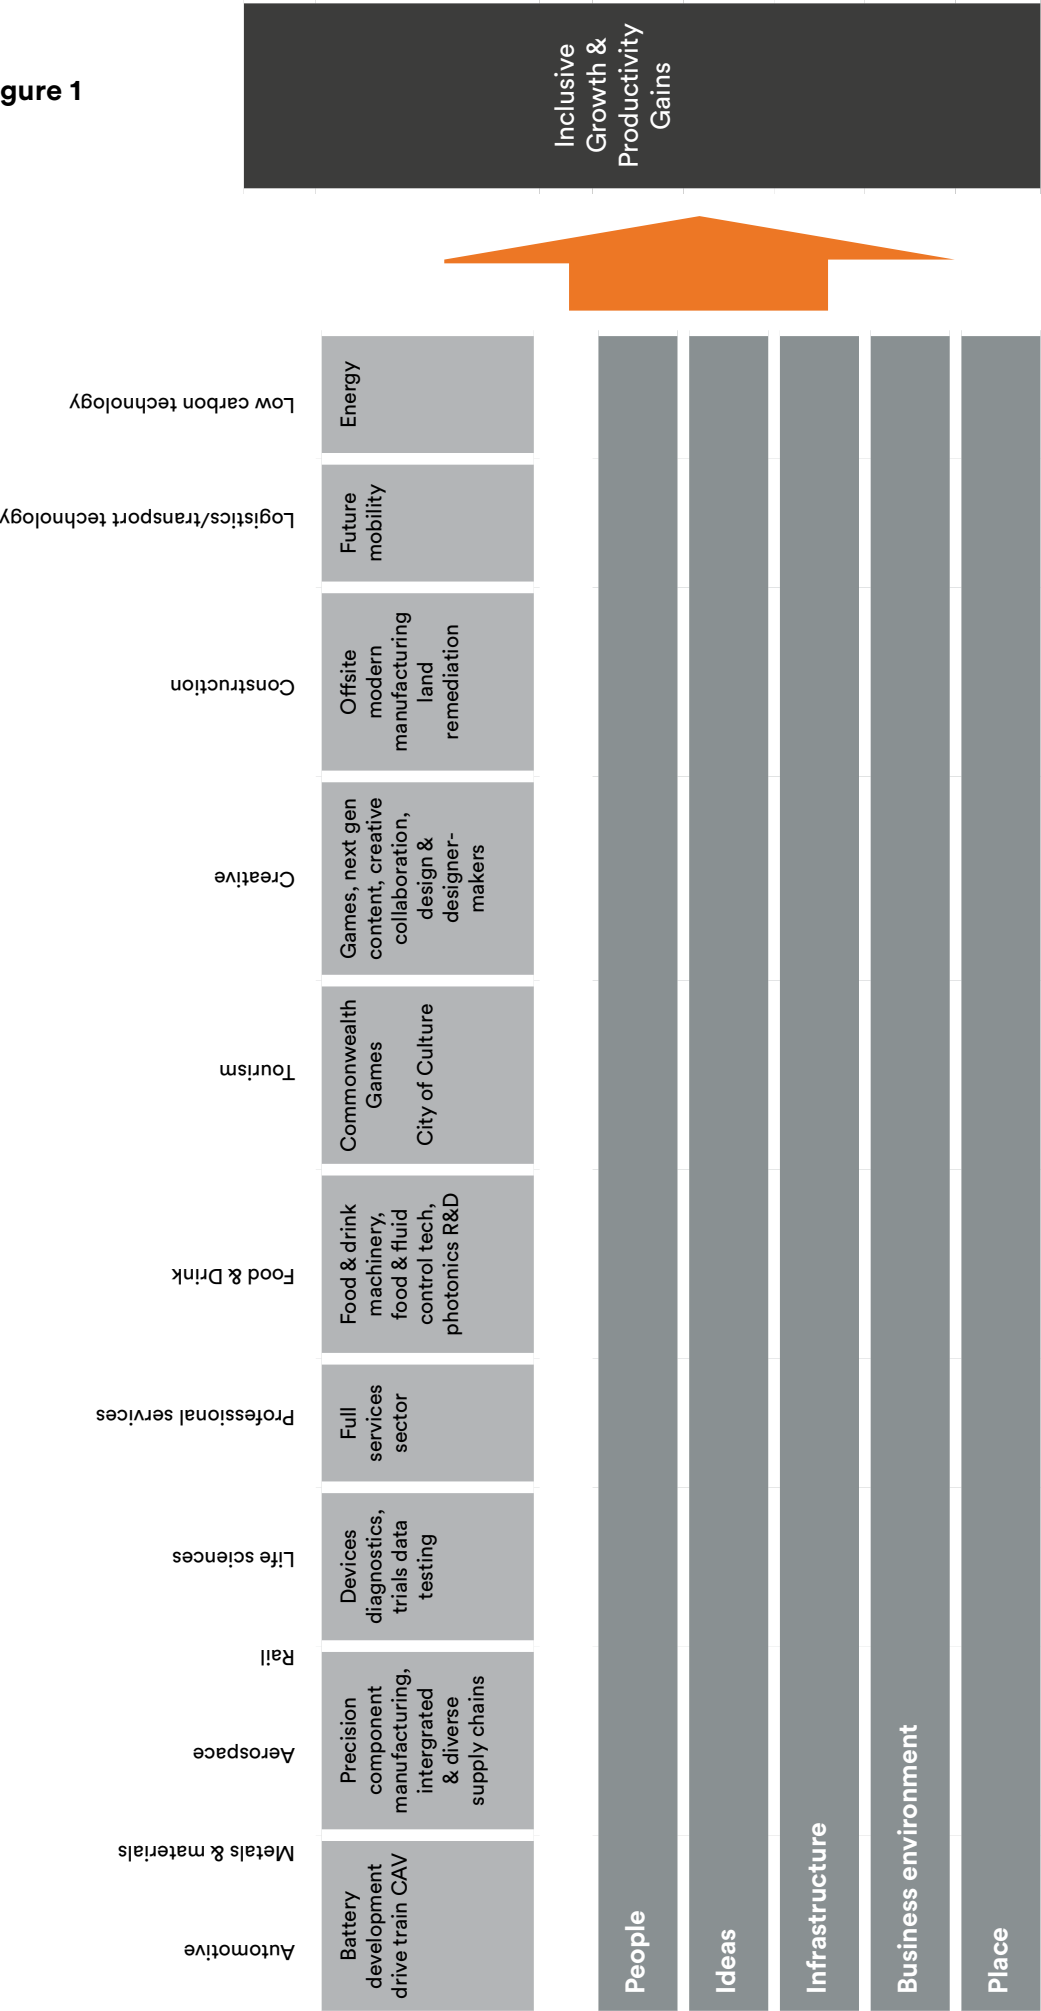 gure 1
Automotive
Metals & materials
Aerospace
Rail
Life sciences
Professional services
Food & Drink
Tourism
Creative
Construction
Logistics/transport technology
Low carbon technology
Battery
development
drive train CAV
Precision
component
manufacturing,
intergrated
& diverse
supply chains
Devices
diagnostics,
trials data
testing
Full
services
sector
Food & drink
machinery,
food & fluid
control tech,
photonics R&D
Commonwealth
Games
City of Culture
Games, next gen
content, creative
collaboration,
design &
designer-
makers
Offsite
modern
manufacturing
land
remediation
Future
mobility
Energy
People
Ideas
Infrastructure
Business environment
Place
Inclusive
Growth &
Productivity
Gains